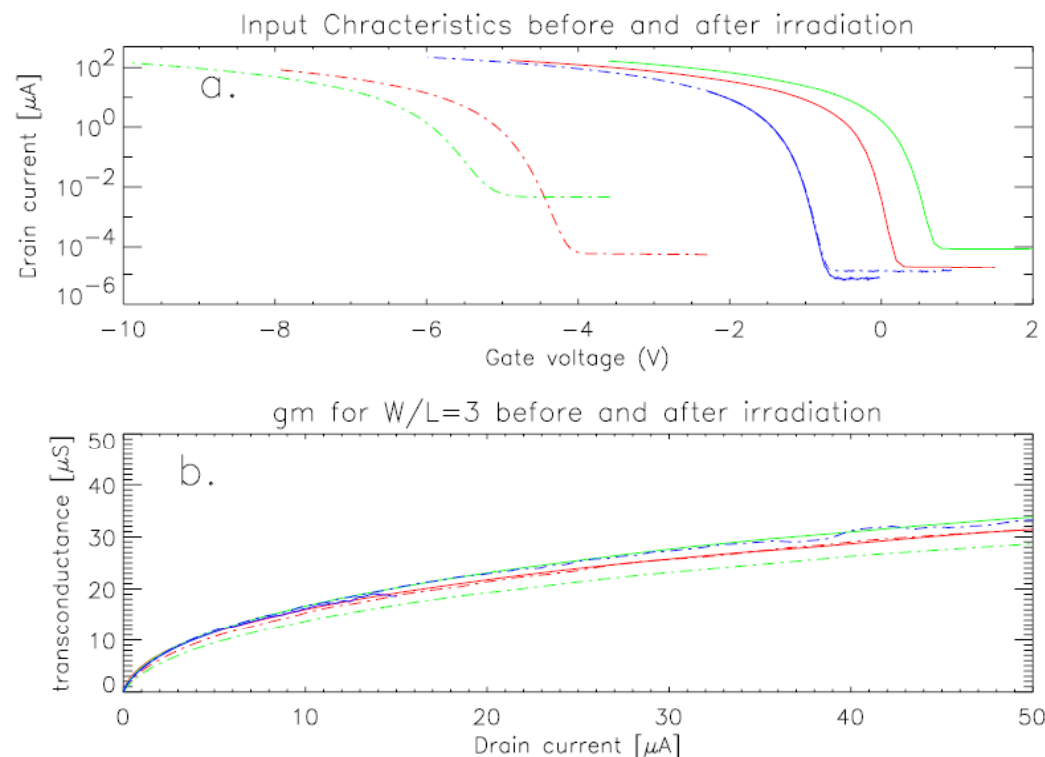 Input Chracteristics before and after irradiation
a.
Drain current [μA]
10^2
10^0
10^-2
10^-4
10^-6
-10 -8 -6 -4 -2 0 2
Gate voltage (V)
gm for W/L=3 before and after irradiation
b.
transconductance [μS]
50
40
30
20
10
0
0 10 20 30 40 50
Drain current [μA]